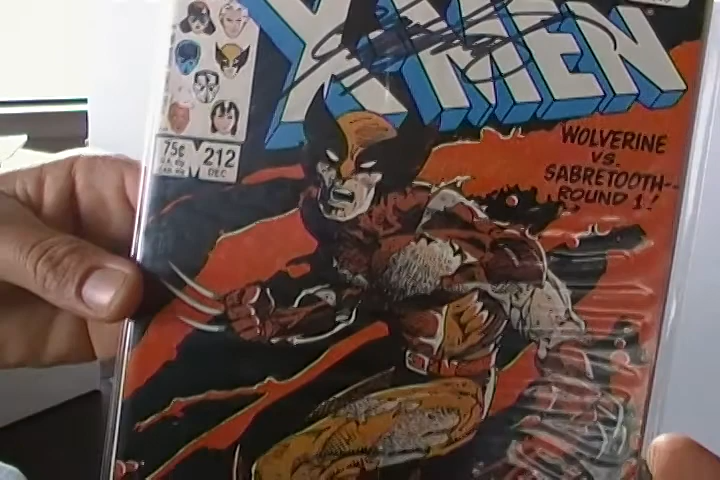 X-MEN
75¢
212
DEC
WOLVERINE
VS.
SABRETOOTH--
ROUND 1!